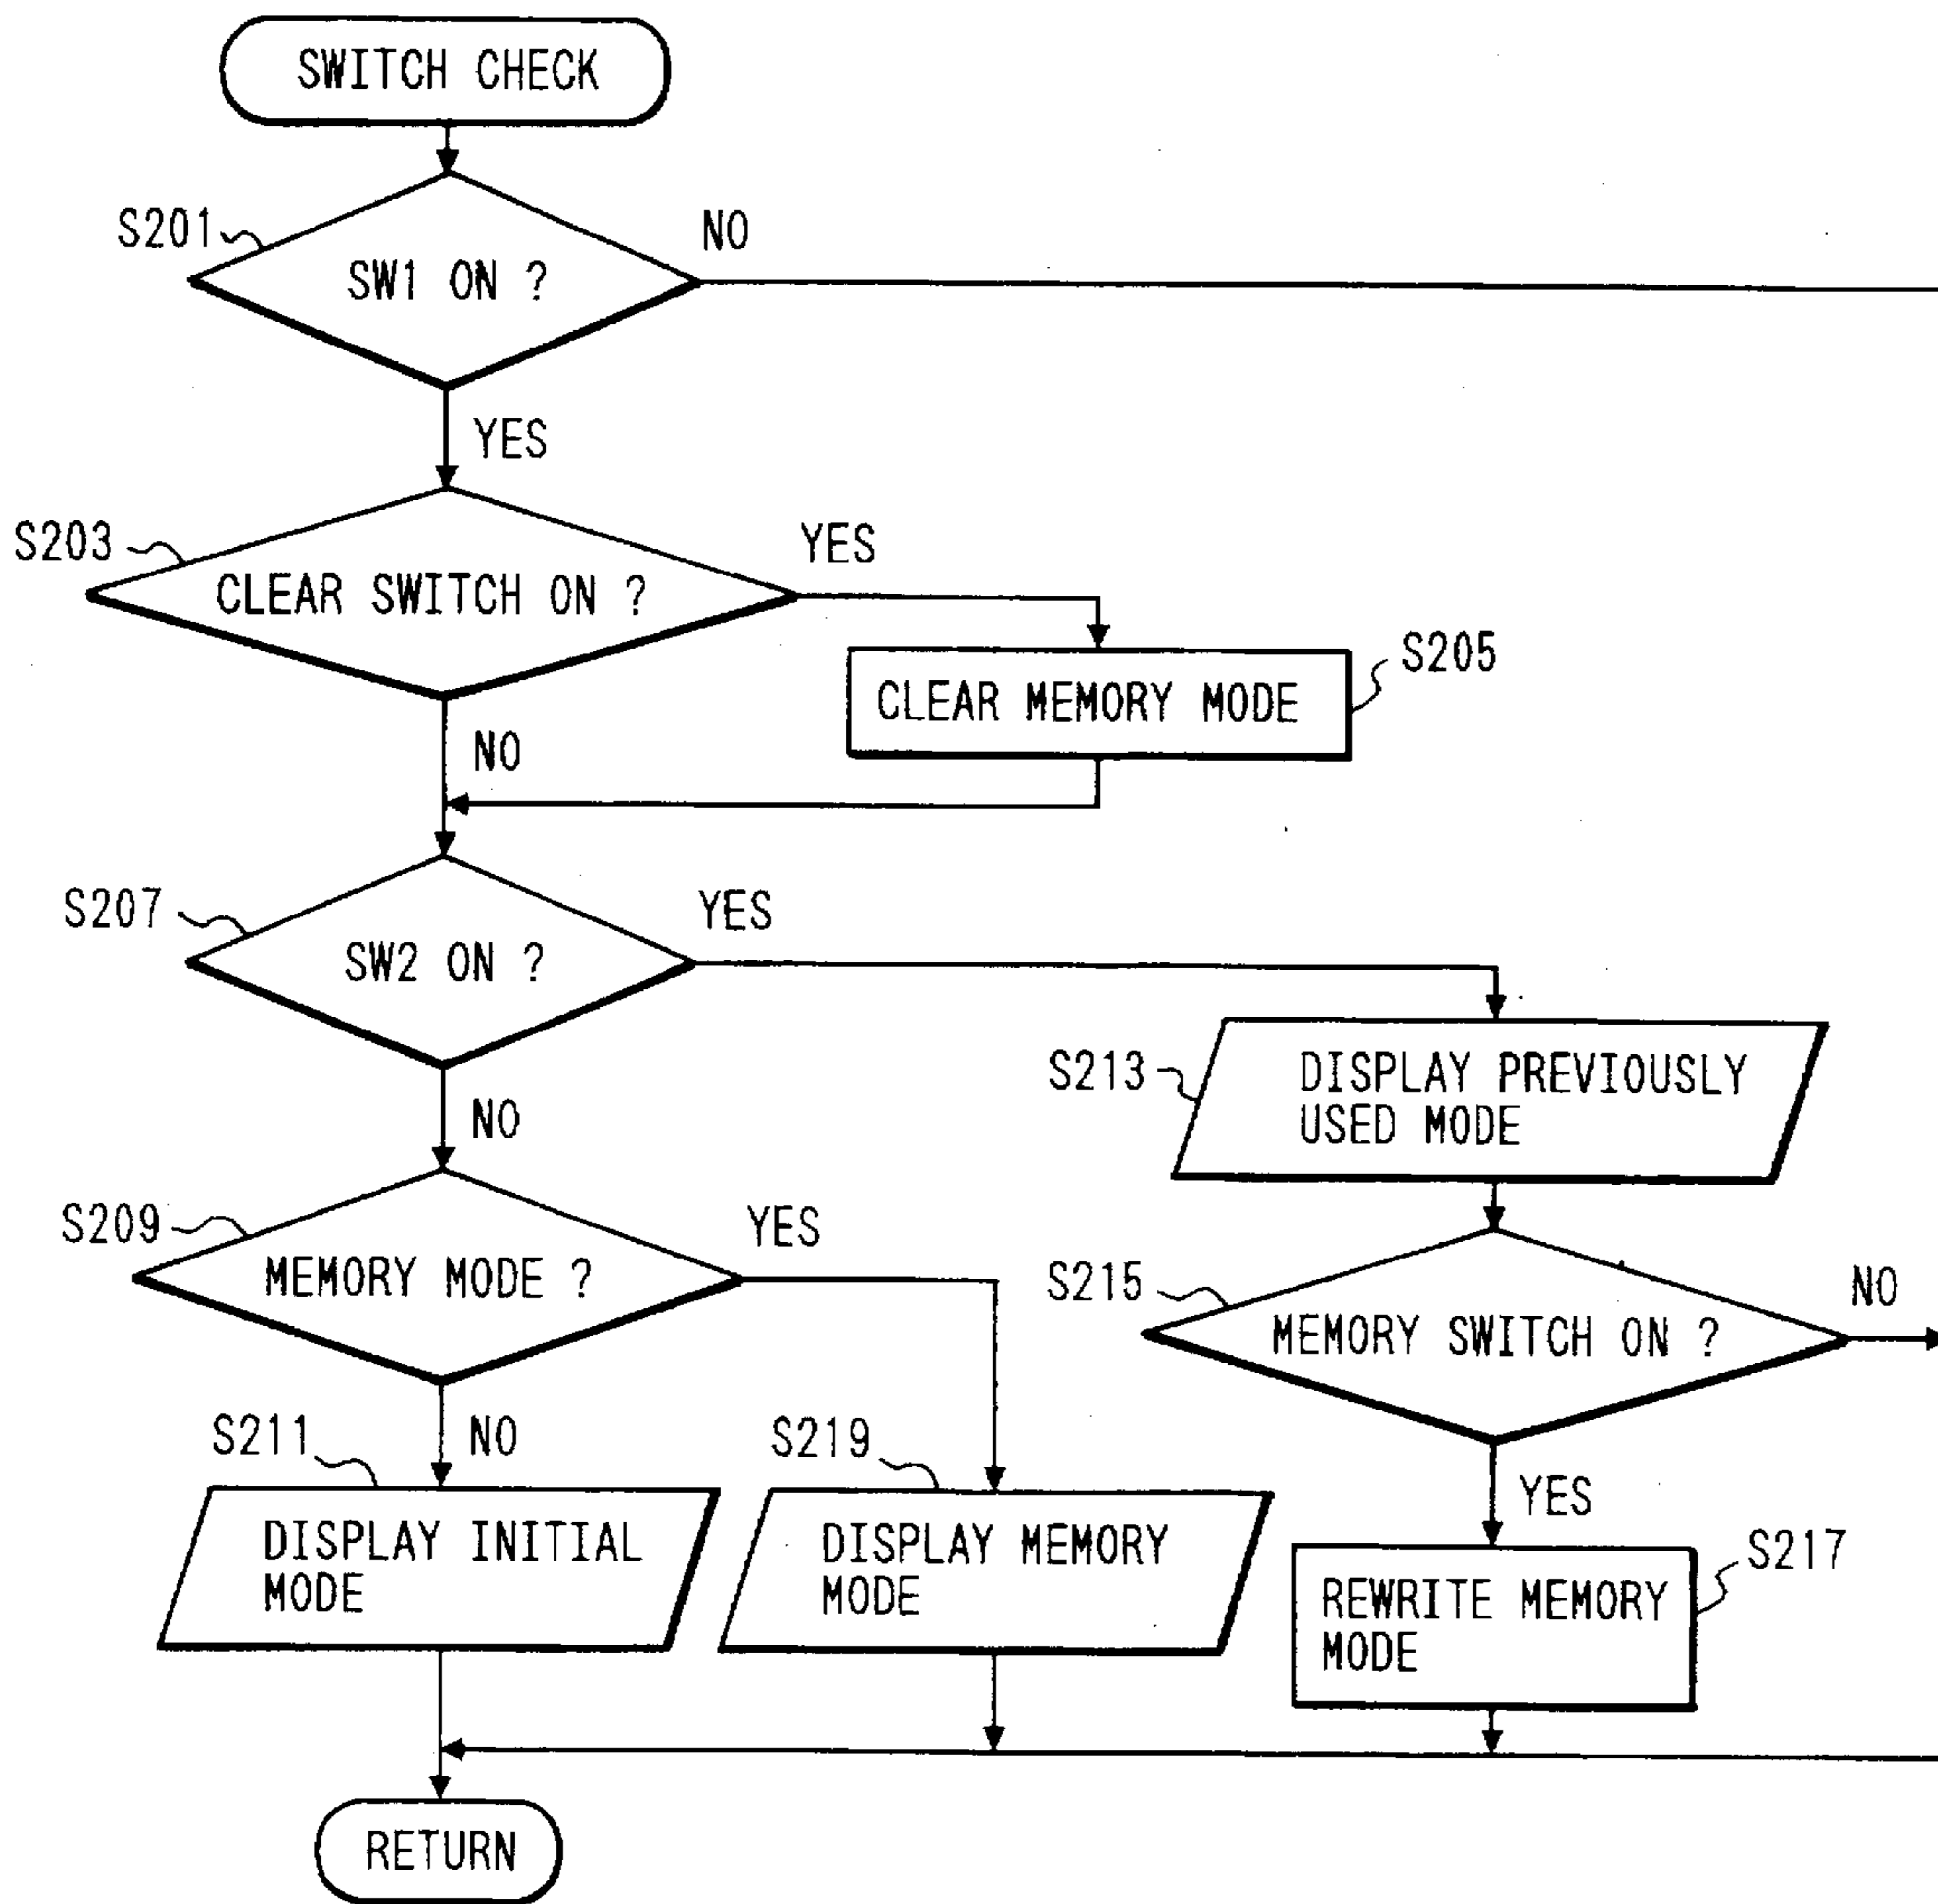 SWITCH CHECK
S201
SW1 ON ?
NO
YES
S203
CLEAR SWITCH ON ?
YES
S205
CLEAR MEMORY MODE
NO
S207
SW2 ON ?
YES
S213
DISPLAY PREVIOUSLY
USED MODE
NO
S209
MEMORY MODE ?
YES
S215
MEMORY SWITCH ON ?
NO
S211
NO
S219
YES
DISPLAY INITIAL
MODE
DISPLAY MEMORY
MODE
S217
REWRITE MEMORY
MODE
RETURN